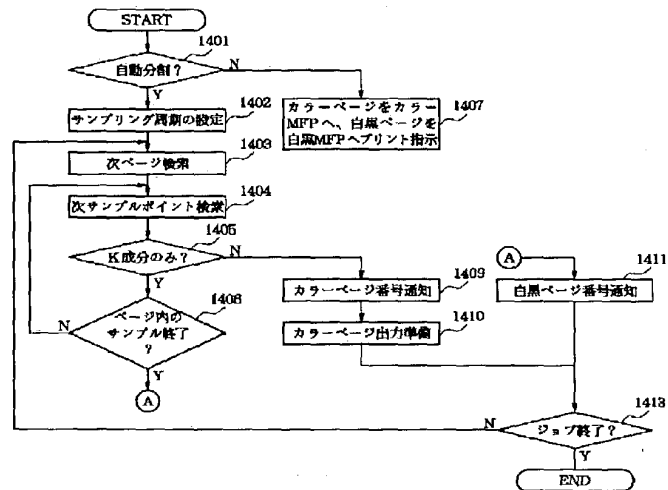 START
1401
自動分割？
N
Y
1402
サンプリング周期の設定
カラーページをカラー
MFPへ、白黒ページを
白黒MFPへプリント指示
1407
1403
次ページ検索
1404
次サンプルポイント検索
1405
K成分のみ？
N
Y
A
1409
カラーページ番号通知
1411
白黒ページ番号通知
1408
ページ内の
サンプル終了
？
N
Y
1410
カラーページ出力準備
A
1413
ジョブ終了？
N
Y
END